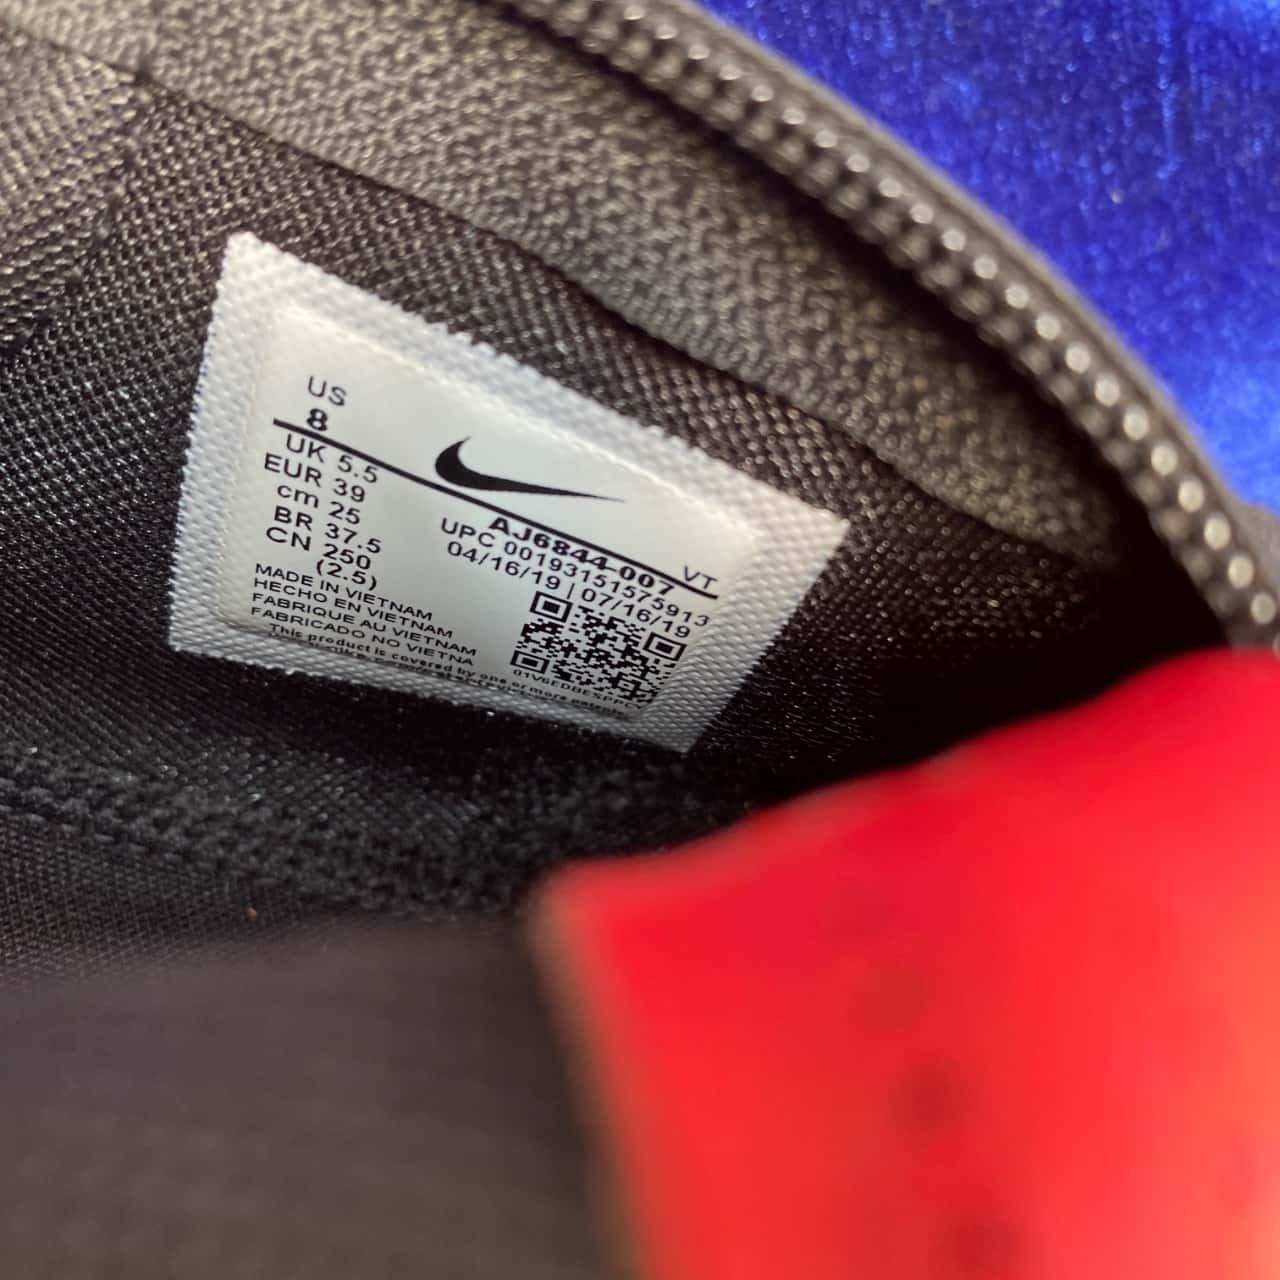 US
8
UK 5.5
EUR 39
cm 25
BR 37.5
CN 250
(2.5)
AJ6844-007 VT
UPC 00193151575913
04/16/19 | 07/16/19
MADE IN VIETNAM
HECHO EN VIETNAM
FABRIQUE AU VIETNAM
FABRICADO NO VIETNA
This product is covered by one or more patents